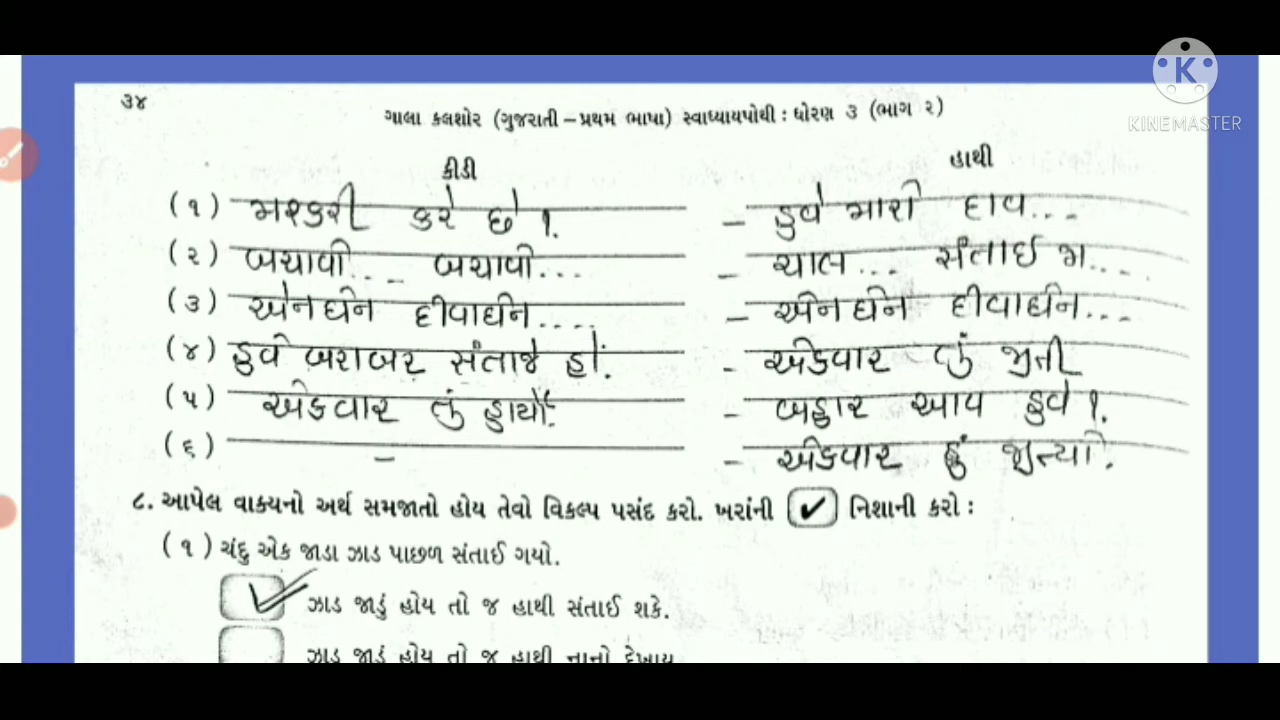 ૩૪
ગાલા કલશોર (ગુજરાતી – પ્રથમ ભાષા) સ્વાધ્યાયપોથી : ધોરણ ૩ (ભાગ ૨)
KINEMASTER
કીડી હાથી
(૧) મશ્કરી કરે છે ?. – હવે મારો દાવ...
(૨) બચાવો.. બચાવો... – ચાલ... સંતાઈ જા....
(૩) એનઘેન દીવાઘેન.... – એનઘેન દીવાઘેન...
(૪) હવે બરાબર સંતાજે હોં. - એકવાર તું જીતી
(૫) એકવાર તું હાર્યો. – બહાર આવ હવે ?.
(૬) – – એકવાર હું જીત્યો.
૮. આપેલ વાક્યનો અર્થ સમજાતો હોય તેવો વિકલ્પ પસંદ કરો. ખરાંની ✔ નિશાની કરો :
(૧) ચંદુ એક જાડા ઝાડ પાછળ સંતાઈ ગયો.
✓ ઝાડ જાડું હોય તો જ હાથી સંતાઈ શકે.
ઝાડ જાડું હોય તો જ હાથી નાનો દેખાય